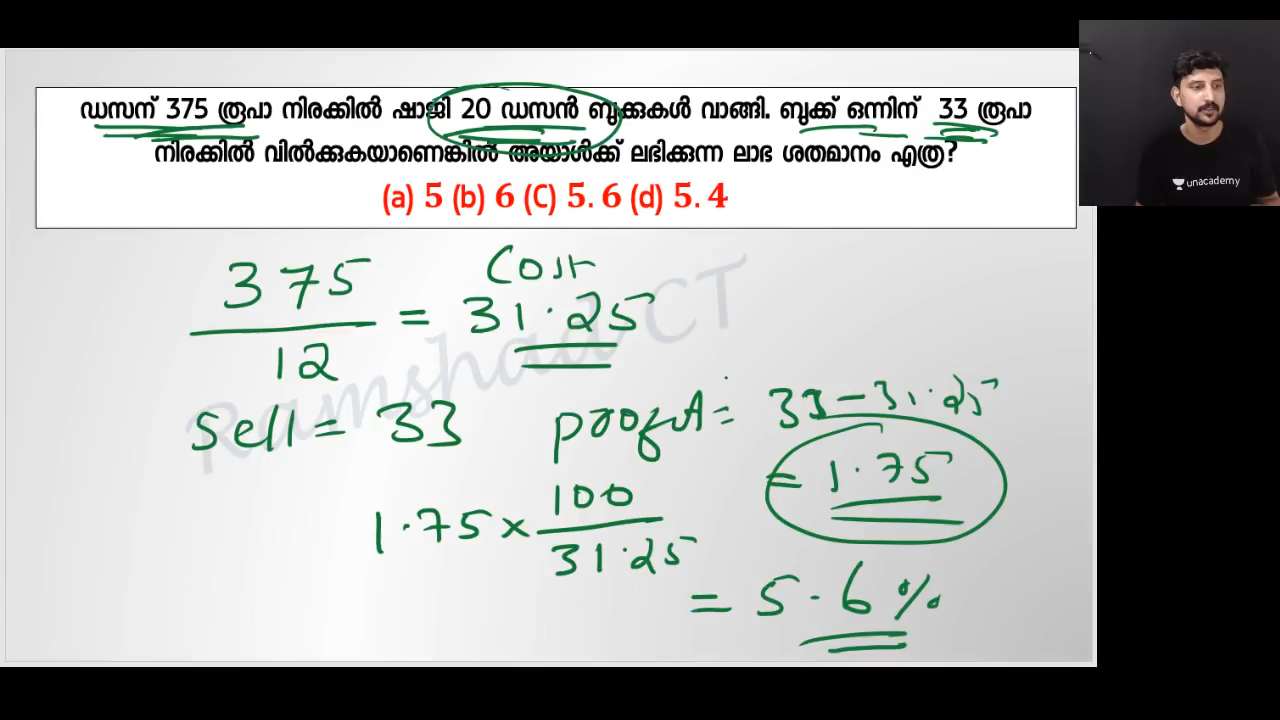 ഡസന് 375 രൂപാ നിരക്കിൽ ഷാജി 20 ഡസൻ ബുക്കുകൾ വാങ്ങി. ബുക്ക് ഒന്നിന് 33 രൂപാ
നിരക്കിൽ വിൽക്കുകയാണെങ്കിൽ അയാൾക്ക് ലഭിക്കുന്ന ലാഭ ശതമാനം എത്ര?
(a) 5 (b) 6 (C) 5. 6 (d) 5. 4
unacademy
Cost
375
12
= 31.25
Ramshad CT
Sell = 33
profit = 33 - 31.25
= 1.75
1.75 x 100
31.25
= 5.6 %